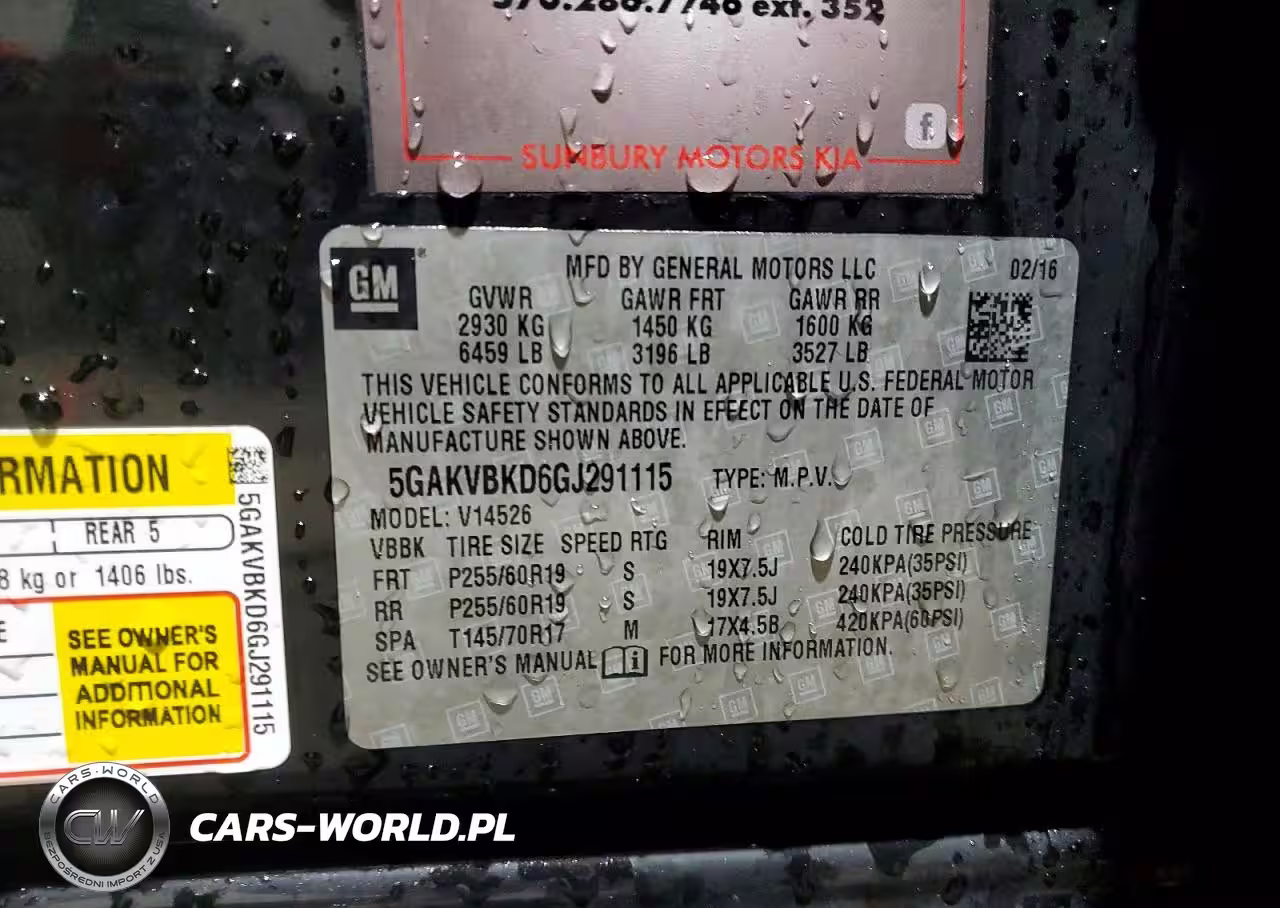 570.286.7746 ext. 352
f
SUNBURY MOTORS KIA
GM ®
MFD BY GENERAL MOTORS LLC 02/16
GVWR GAWR FRT GAWR RR
2930 KG 1450 KG 1600 KG
6459 LB 3196 LB 3527 LB
THIS VEHICLE CONFORMS TO ALL APPLICABLE U.S. FEDERAL MOTOR
VEHICLE SAFETY STANDARDS IN EFFECT ON THE DATE OF
MANUFACTURE SHOWN ABOVE.
5GAKVBKD6GJ291115 TYPE: M.P.V.
MODEL: V14526
VBBK TIRE SIZE SPEED RTG RIM COLD TIRE PRESSURE
FRT P255/60R19 S 19X7.5J 240KPA(35PSI)
RR P255/60R19 S 19X7.5J 240KPA(35PSI)
SPA T145/70R17 M 17X4.5B 420KPA(60PSI)
SEE OWNER'S MANUAL i FOR MORE INFORMATION.
RMATION
REAR 5
8 kg or 1406 lbs.
E
SEE OWNER'S
MANUAL FOR
ADDITIONAL
INFORMATION
5GAKVBKD6GJ291115
CARS-WORLD
CW
BEZPOŚREDNI IMPORT Z USA
CARS-WORLD.PL